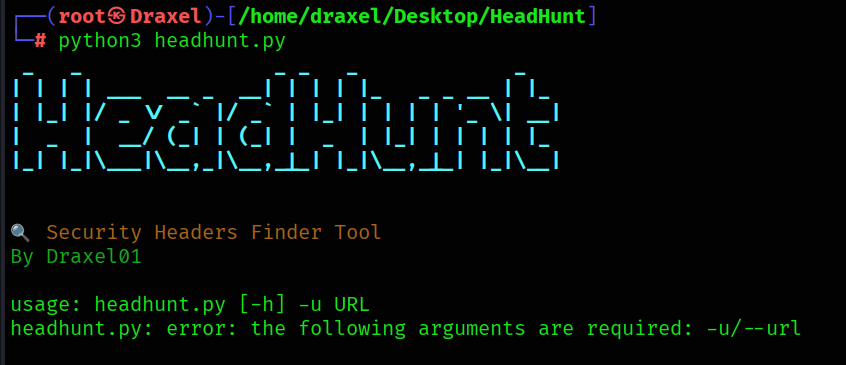 ┌──(root㉿Draxel)-[/home/draxel/Desktop/HeadHunt]
└─# python3 headhunt.py
HeadHunt
🔍 Security Headers Finder Tool
By Draxel01
usage: headhunt.py [-h] -u URL
headhunt.py: error: the following arguments are required: -u/--url